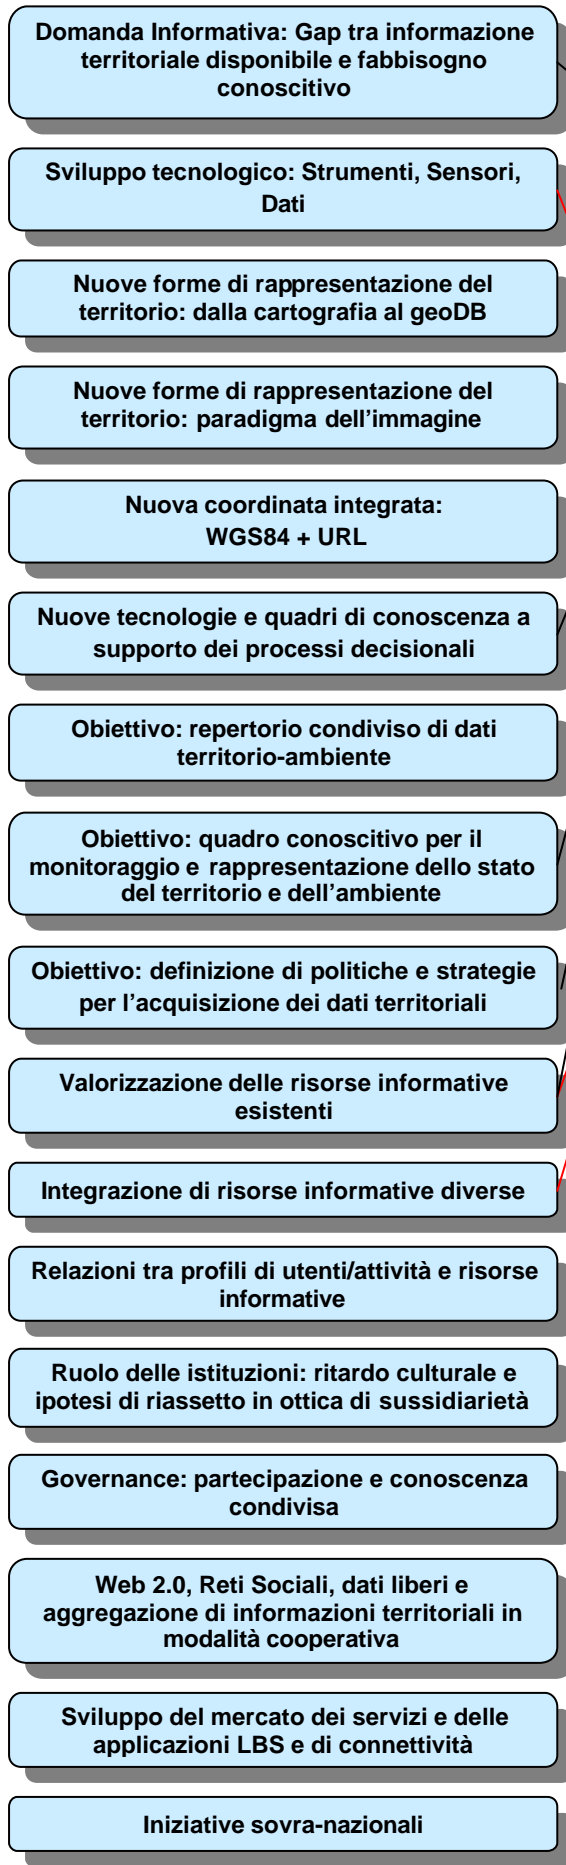 Domanda Informativa: Gap tra informazione
territoriale disponibile e fabbisogno
conoscitivo
Sviluppo tecnologico: Strumenti, Sensori,
Dati
Nuove forme di rappresentazione del
territorio: dalla cartografia al geoDB
Nuove forme di rappresentazione del
territorio: paradigma dell’immagine
Nuova coordinata integrata:
WGS84 + URL
Nuove tecnologie e quadri di conoscenza a
supporto dei processi decisionali
Obiettivo: repertorio condiviso di dati
territorio-ambiente
Obiettivo: quadro conoscitivo per il
monitoraggio e rappresentazione dello stato
del territorio e dell’ambiente
Obiettivo: definizione di politiche e strategie
per l’acquisizione dei dati territoriali
Valorizzazione delle risorse informative
esistenti
Integrazione di risorse informative diverse
Relazioni tra profili di utenti/attività e risorse
informative
Ruolo delle istituzioni: ritardo culturale e
ipotesi di riassetto in ottica di sussidiarietà
Governance: partecipazione e conoscenza
condivisa
Web 2.0, Reti Sociali, dati liberi e
aggregazione di informazioni territoriali in
modalità cooperativa
Sviluppo del mercato dei servizi e delle
applicazioni LBS e di connettività
Iniziative sovra-nazionali